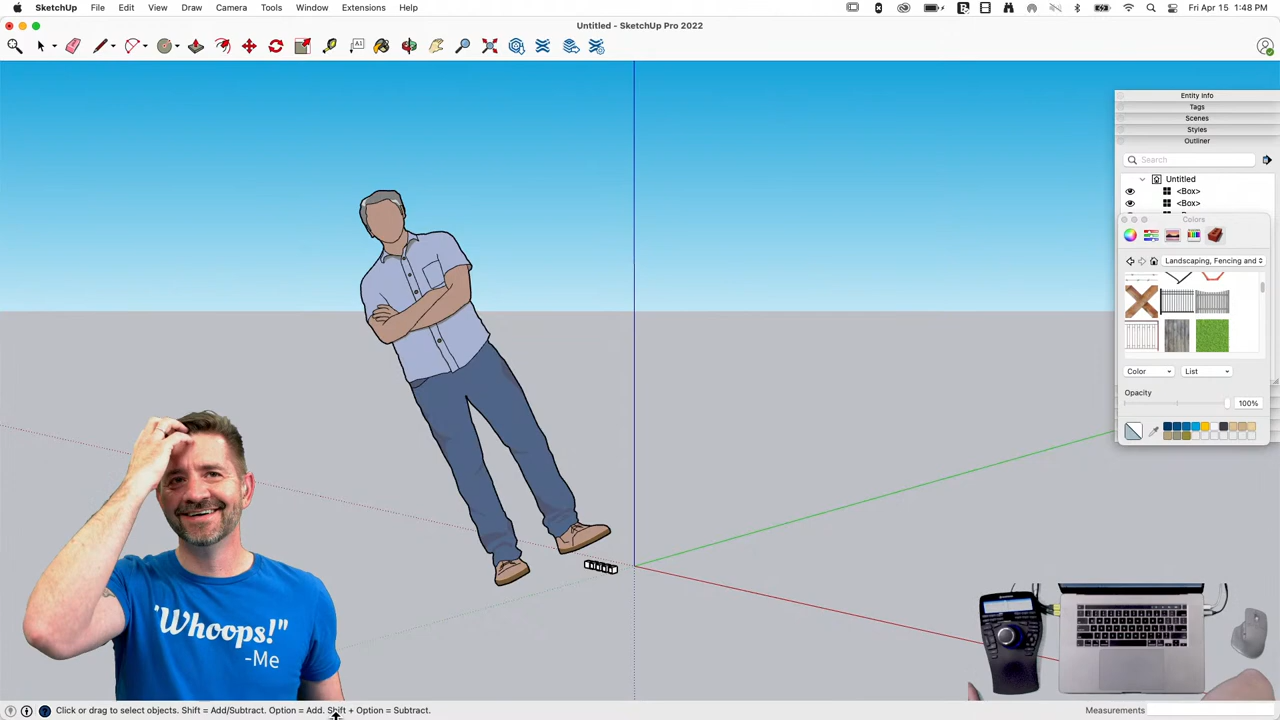 SketchUp File Edit View Draw Camera Tools Window Extensions Help Fri Apr 15 1:48 PM
Untitled - SketchUp Pro 2022
Entity Info
Tags
Scenes
Styles
Outliner
Search
Untitled
<Box>
<Box>
Colors
Landscaping, Fencing and
Color List
Opacity
100%
"Whoops!"
-Me
Click or drag to select objects. Shift = Add/Subtract. Option = Add. Shift + Option = Subtract. Measurements